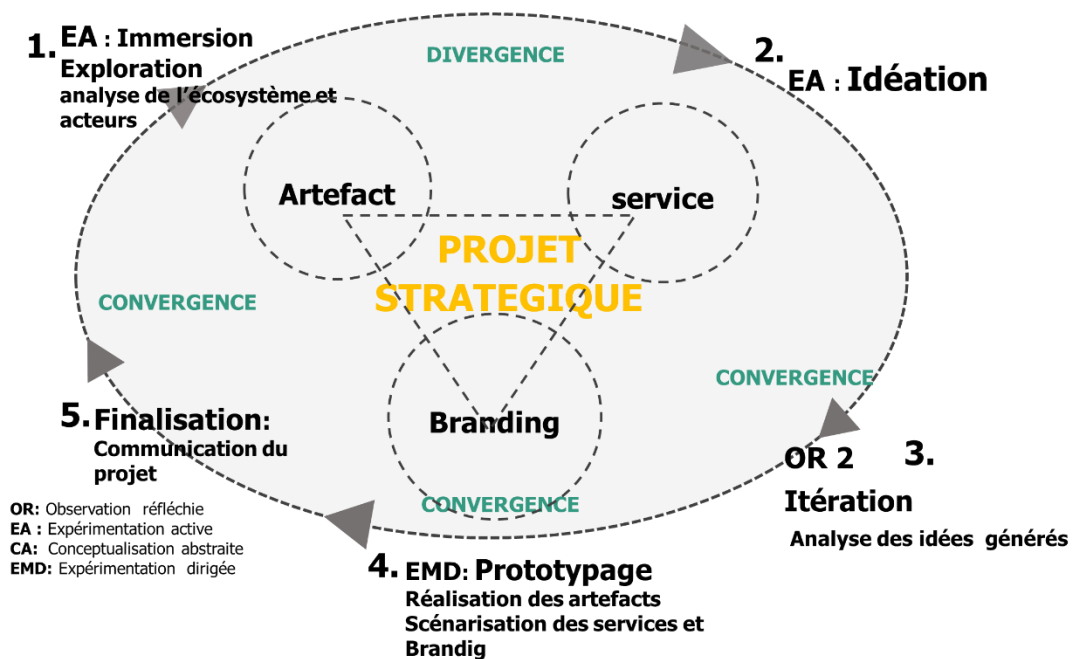 1. EA : Immersion
Exploration
analyse de l'écosystème et
acteurs
DIVERGENCE
2.
EA : Idéation
Artefact
service
PROJET
STRATEGIQUE
CONVERGENCE
CONVERGENCE
Branding
5. Finalisation:
Communication du
projet
OR 2 3.
Itération
Analyse des idées générés
CONVERGENCE
OR: Observation réfléchie
EA : Expérimentation active
CA: Conceptualisation abstraite
EMD: Expérimentation dirigée
4. EMD: Prototypage
Réalisation des artefacts
Scénarisation des services et
Brandig